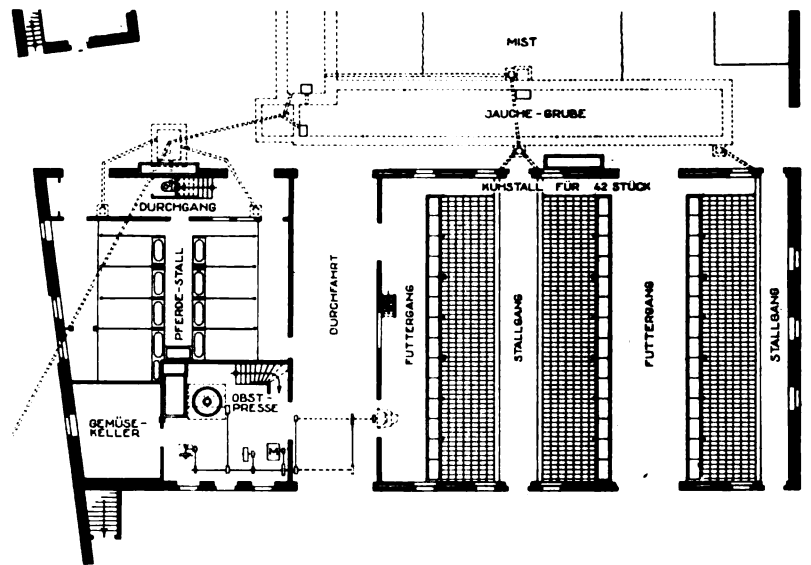 MIST
JAUCHE-GRUBE
KUHSTALL FÜR 42 STÜCK
DURCHGANG
PFERDE-STALL
DURCHFAHRT
FUTTERGANG
STALLGANG
FUTTERGANG
STALLGANG
OBST-
PRESSE
GEMÜSE-
KELLER
M